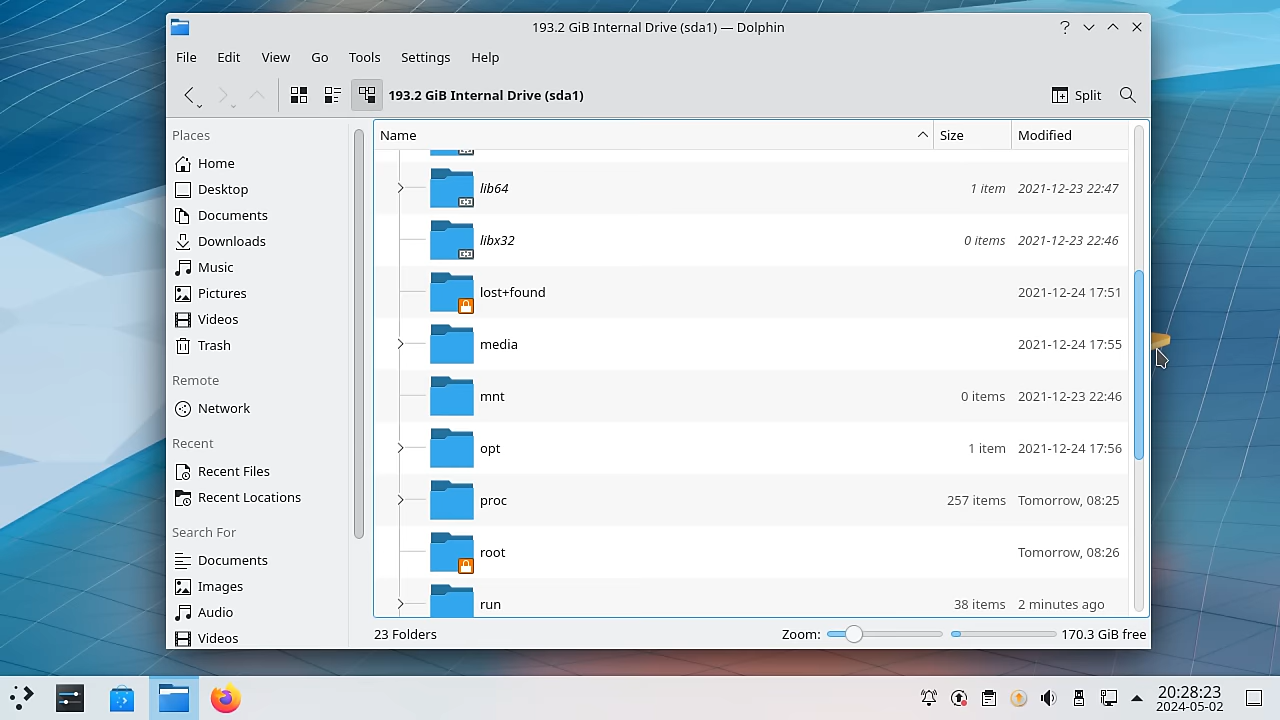 193.2 GiB Internal Drive (sda1) — Dolphin
File Edit View Go Tools Settings Help
193.2 GiB Internal Drive (sda1) Split
Places
Home
Desktop
Documents
Downloads
Music
Pictures
Videos
Trash
Remote
Network
Recent
Recent Files
Recent Locations
Search For
Documents
Images
Audio
Videos
Name Size Modified
lib64 1 item 2021-12-23 22:47
libx32 0 items 2021-12-23 22:46
lost+found 2021-12-24 17:51
media 2021-12-24 17:55
mnt 0 items 2021-12-23 22:46
opt 1 item 2021-12-24 17:56
proc 257 items Tomorrow, 08:25
root Tomorrow, 08:26
run 38 items 2 minutes ago
23 Folders Zoom: 170.3 GiB free
20:28:23
2024-05-02